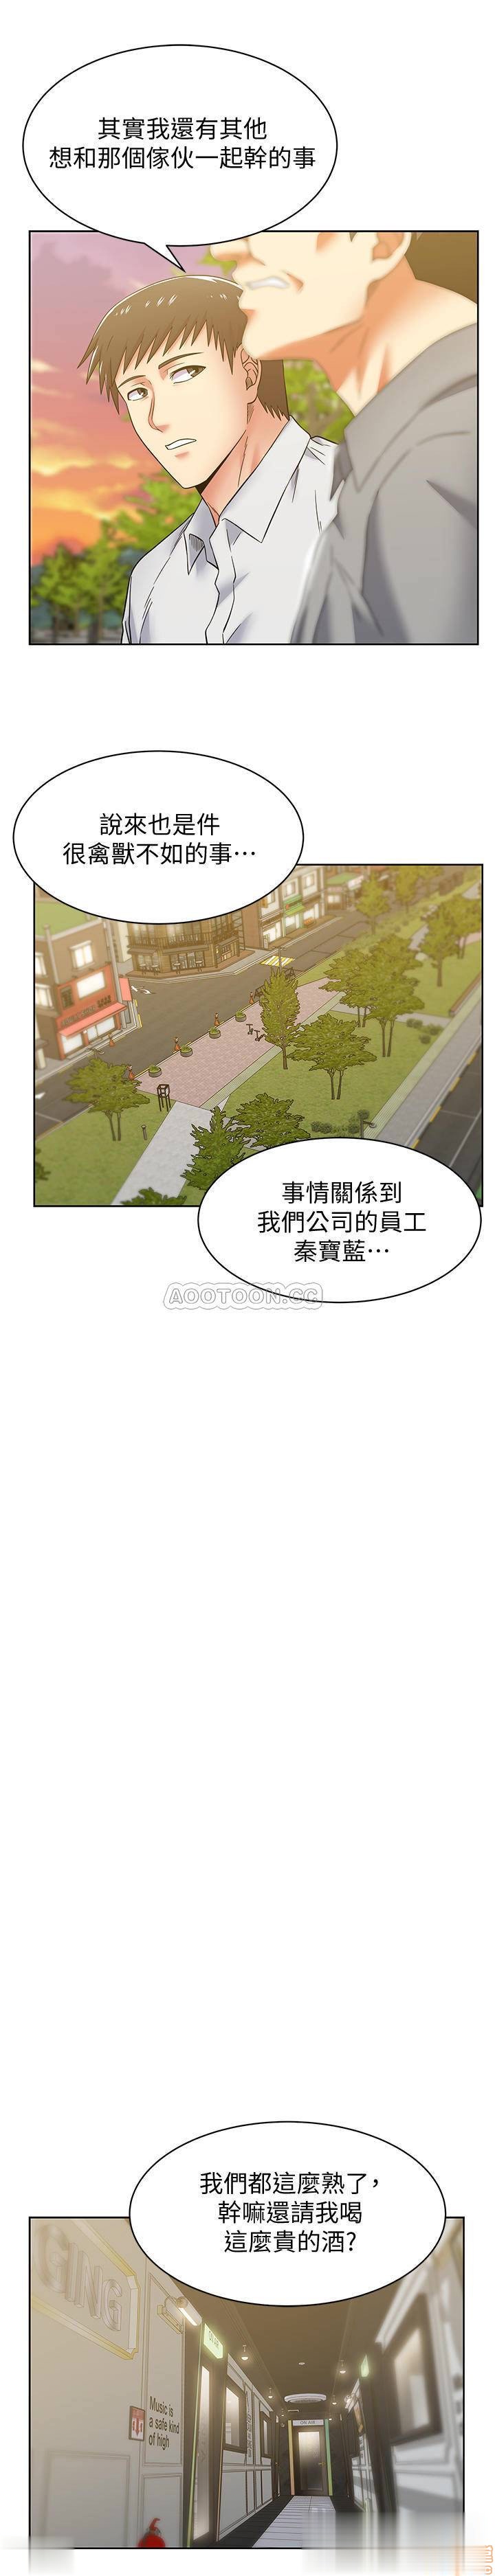 其實我還有其他
想和那個傢伙一起幹的事
說來也是件
很禽獸不如的事…
事情關係到
我們公司的員工
秦寶藍…
AOOTOON.CC
我們都這麼熟了,
幹嘛還請我喝
這麼貴的酒?
GING
ON AIR
Music is
a safe kind
of high